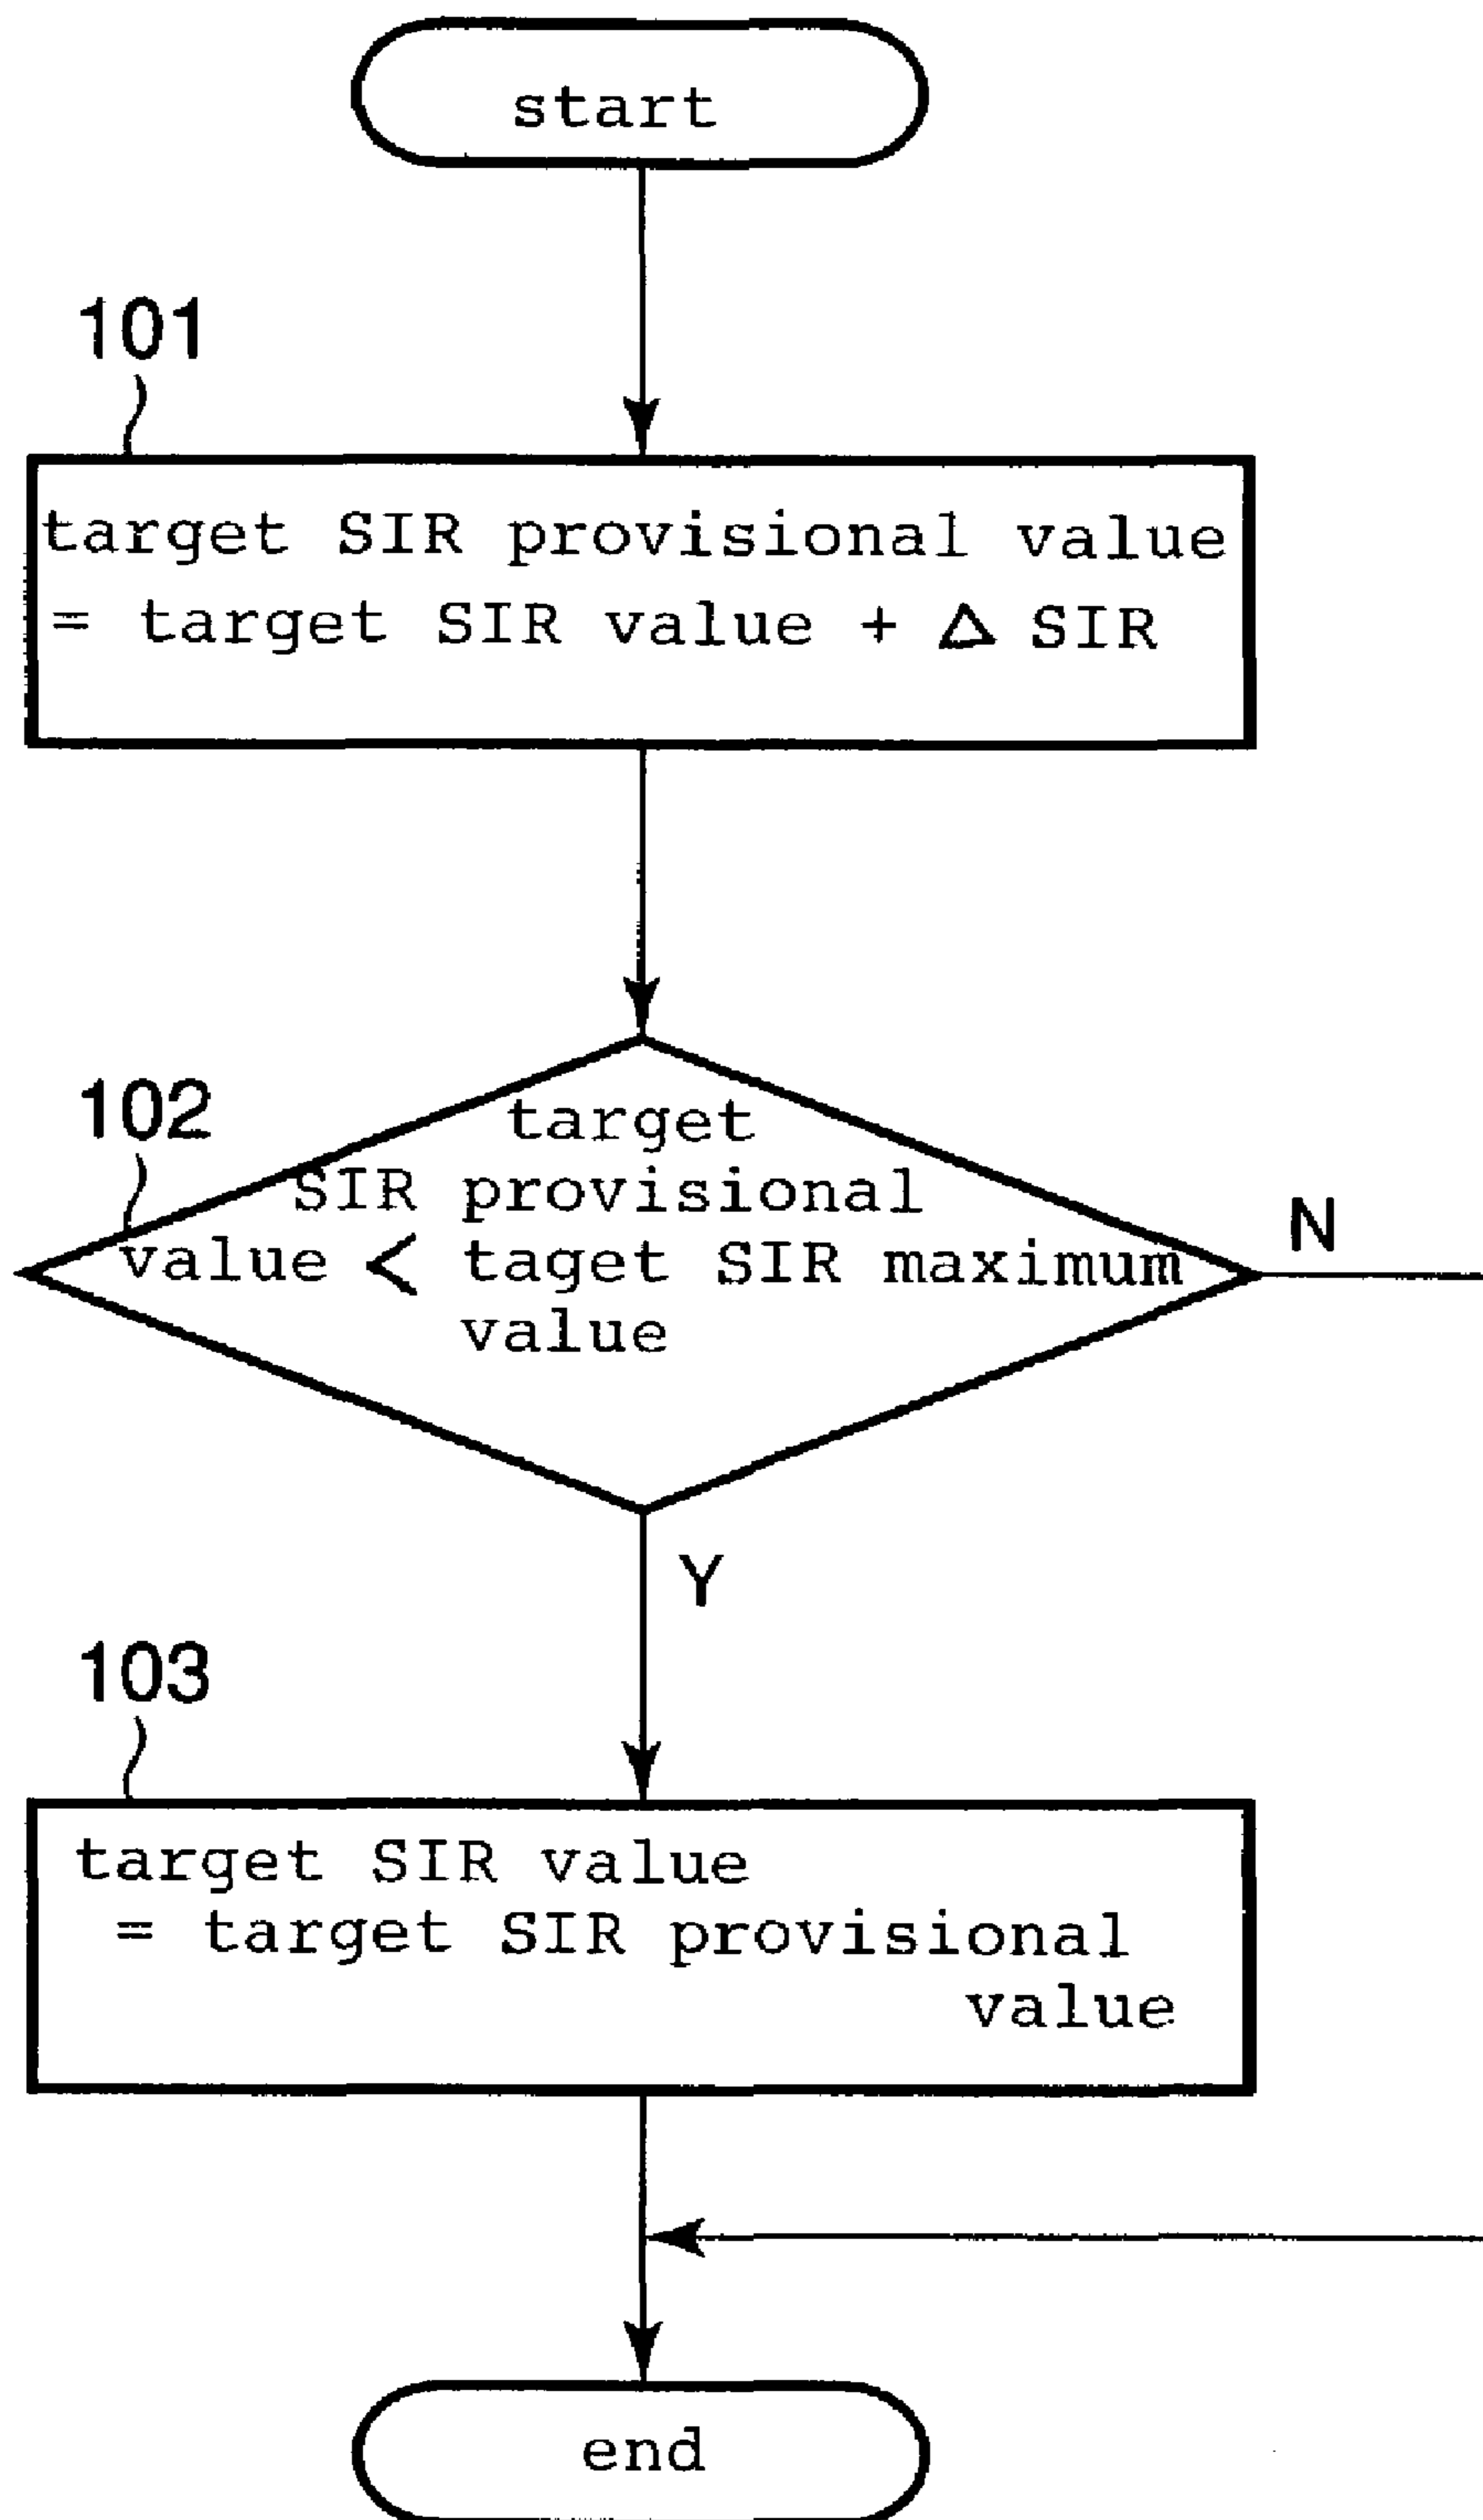 start
101
target SIR provisional value
= target SIR value + Δ SIR
102
target
SIR provisional
value < taget SIR maximum
value
N
Y
103
target SIR value
= target SIR provisional
value
end